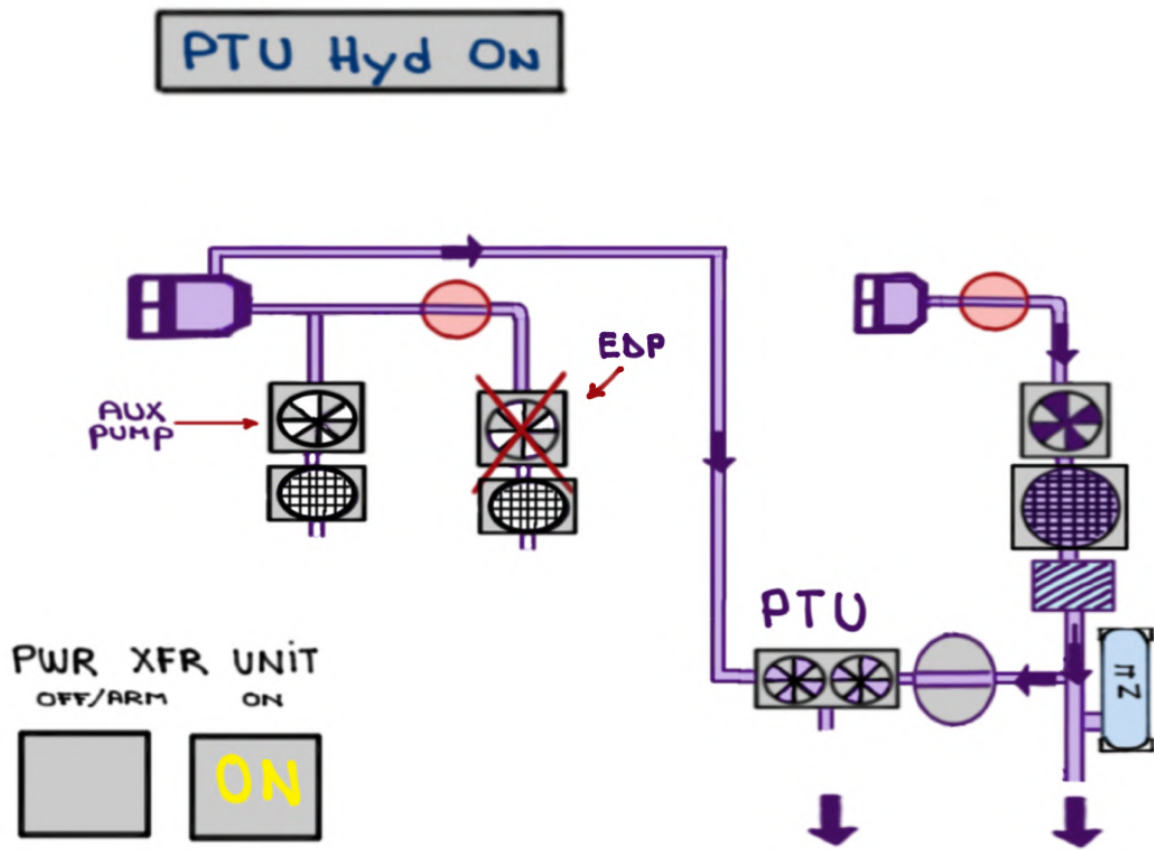 PTU Hyd ON
EDP
AUX
PUMP
PTU
PWR XFR UNIT
OFF/ARM ON
ON